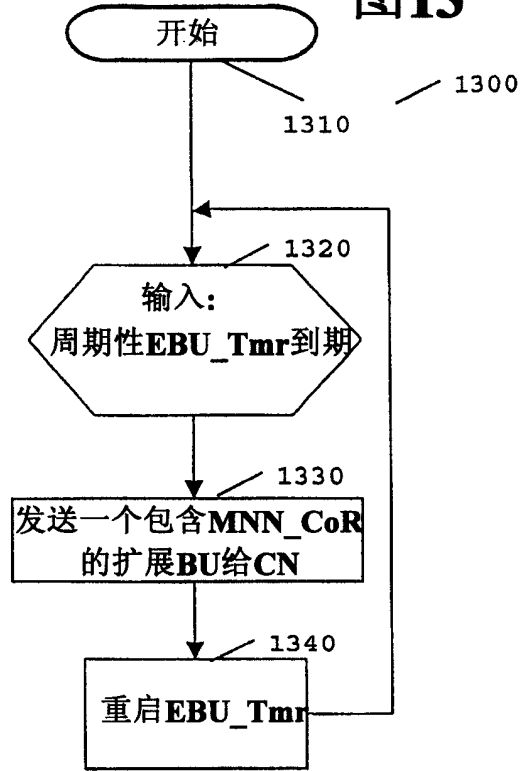 图13
开始
1300
1310
1320
输入:
周期性EBU_Tmr到期
1330
发送一个包含MNN_CoR
的扩展BU给CN
1340
重启EBU_Tmr